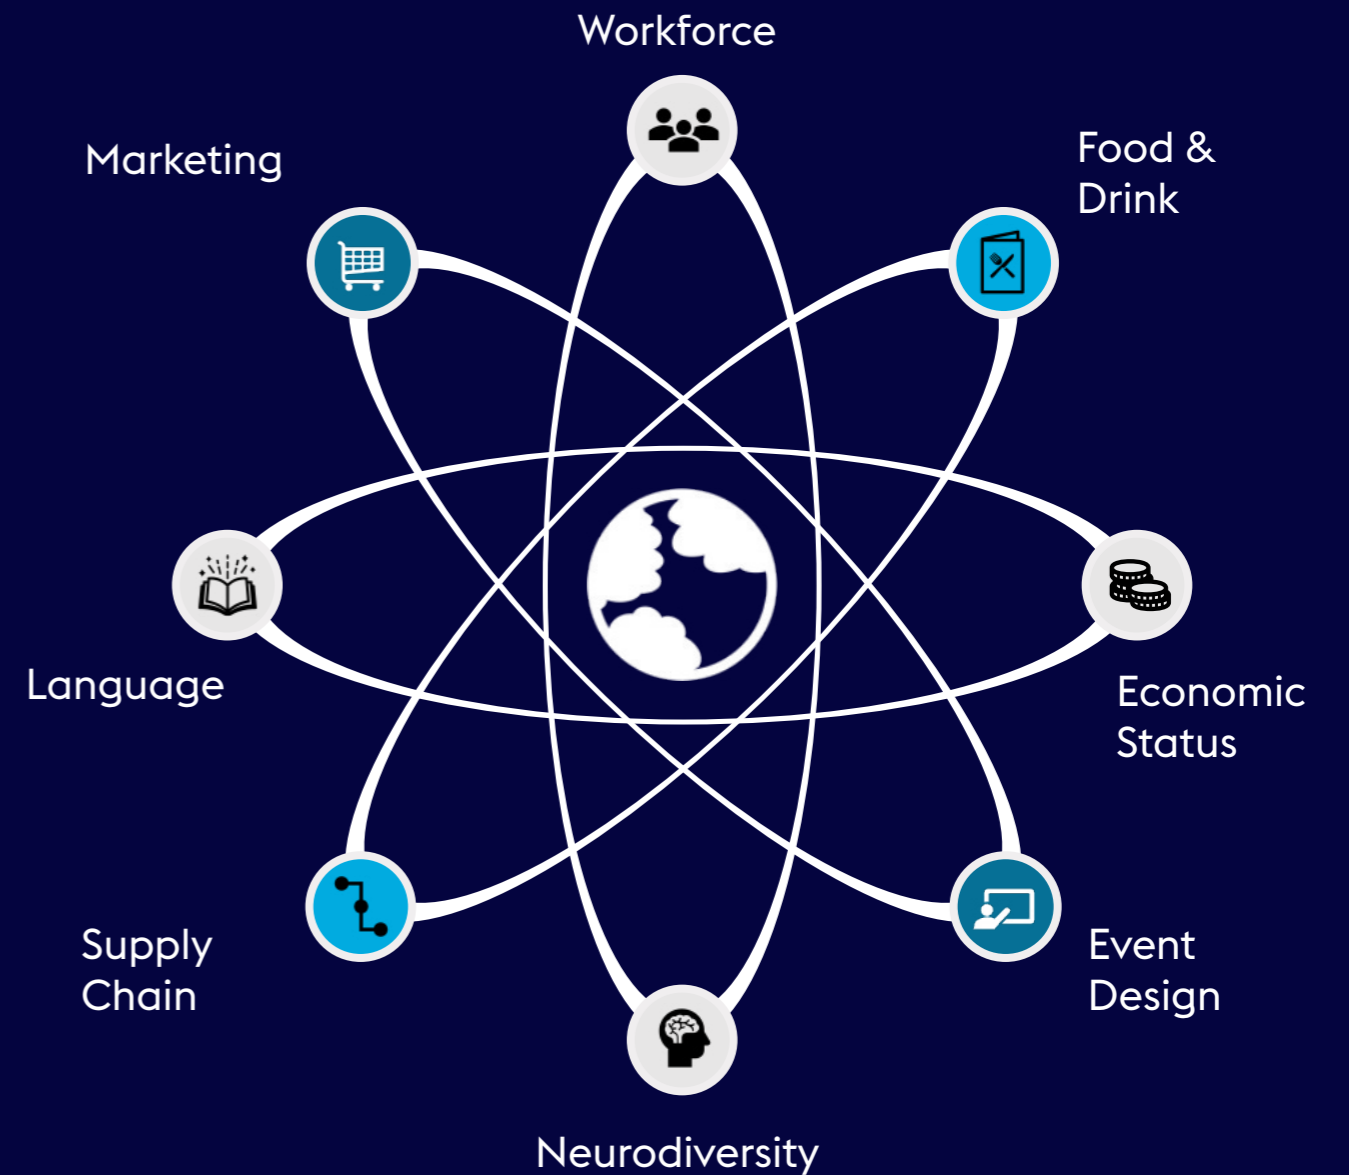 Workforce
Marketing
Food &
Drink
Language
Economic
Status
Supply
Chain
Event
Design
Neurodiversity